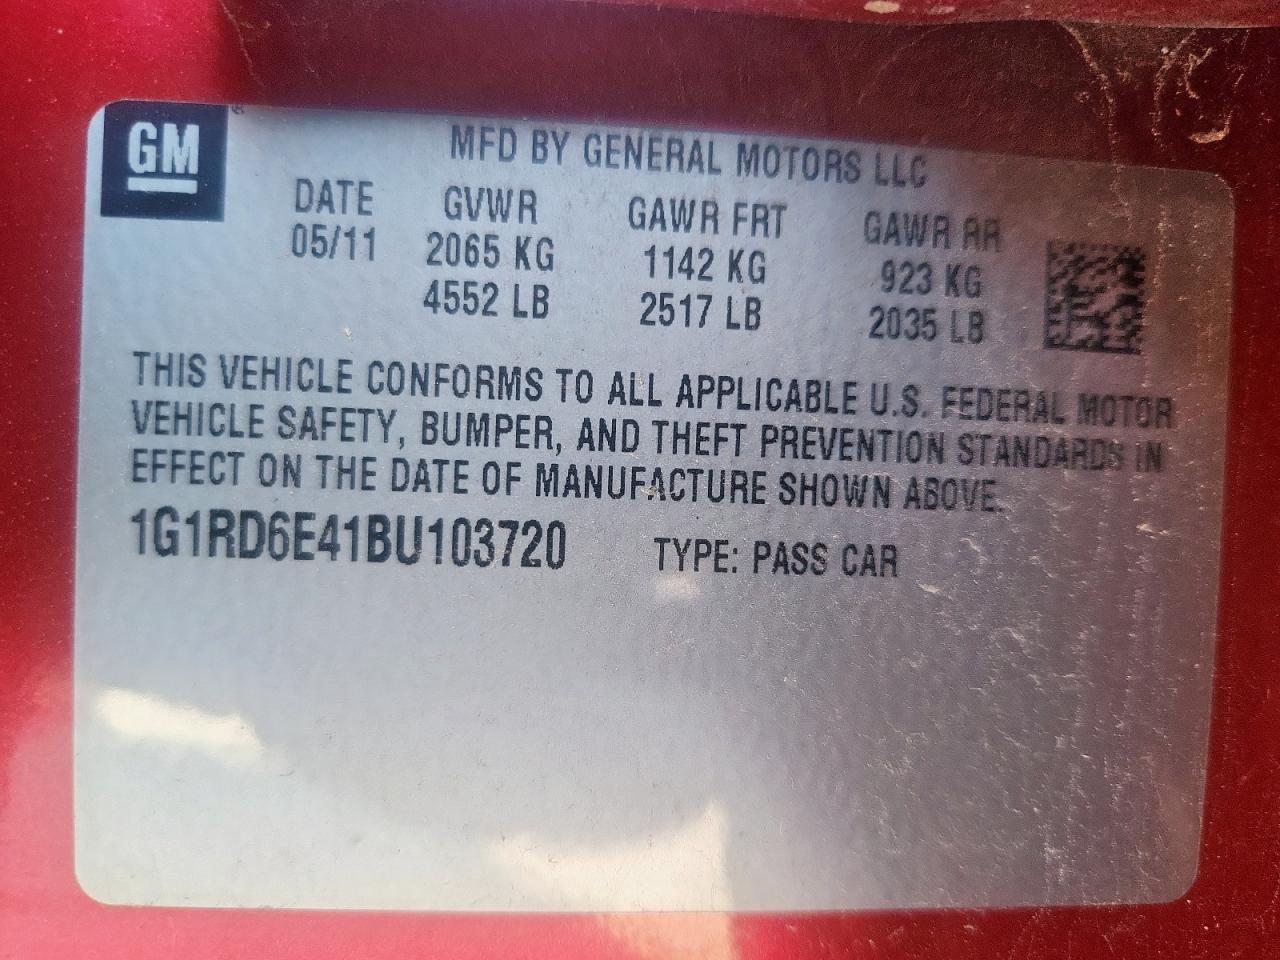 GM
MFD BY GENERAL MOTORS LLC
DATE GVWR GAWR FRT GAWR RR
05/11 2065 KG 1142 KG 923 KG
4552 LB 2517 LB 2035 LB
THIS VEHICLE CONFORMS TO ALL APPLICABLE U.S. FEDERAL MOTOR
VEHICLE SAFETY, BUMPER, AND THEFT PREVENTION STANDARDS IN
EFFECT ON THE DATE OF MANUFACTURE SHOWN ABOVE.
1G1RD6E41BU103720 TYPE: PASS CAR